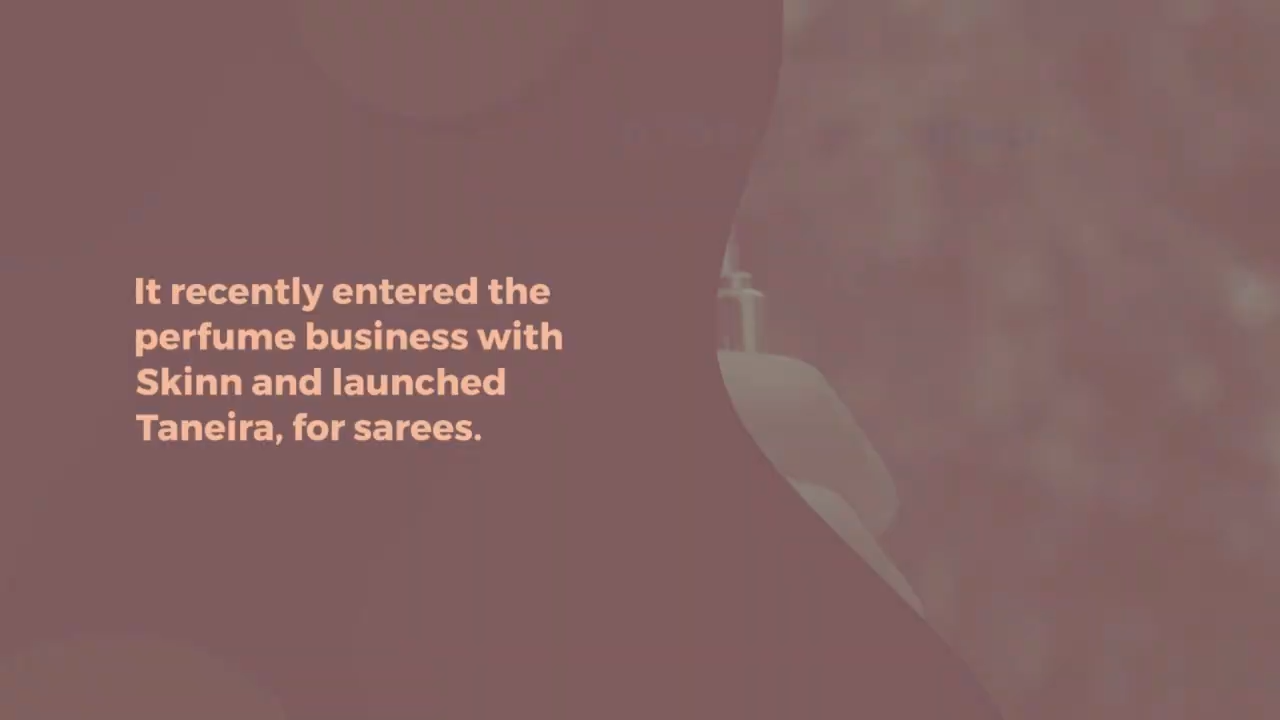 It recently entered the
perfume business with
Skinn and launched
Taneira, for sarees.